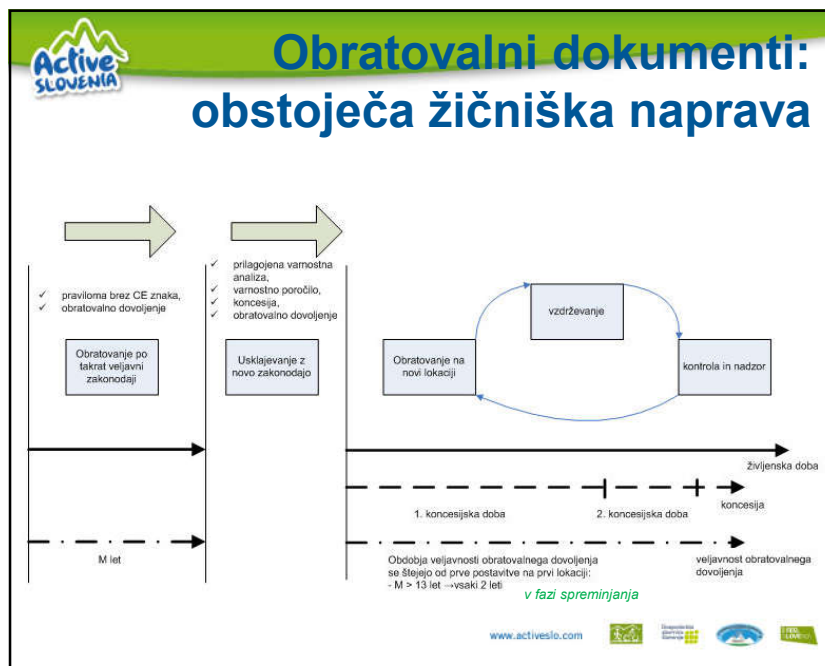 Active
SLOVENIA
Obratovalni dokumenti:
obstoječa žičniška naprava
✓ praviloma brez CE znaka,
✓ obratovalno dovoljenje
✓ prilagojena varnostna
analiza,
✓ varnostno poročilo,
✓ koncesija,
✓ obratovalno dovoljenje
Obratovanje po
takrat veljavni
zakonodaji
Usklajevanje z
novo zakonodajo
Obratovanje na
novi lokaciji
vzdrževanje
kontrola in nadzor
življenska doba
koncesija
1. koncesijska doba
2. koncesijska doba
M let
Obdobja veljavnosti obratovalnega dovoljenja
se štejejo od prve postavitve na prvi lokaciji:
- M > 13 let →vsaki 2 leti
veljavnost obratovalnega
dovoljenja
v fazi spreminjanja
www.activeslo.com